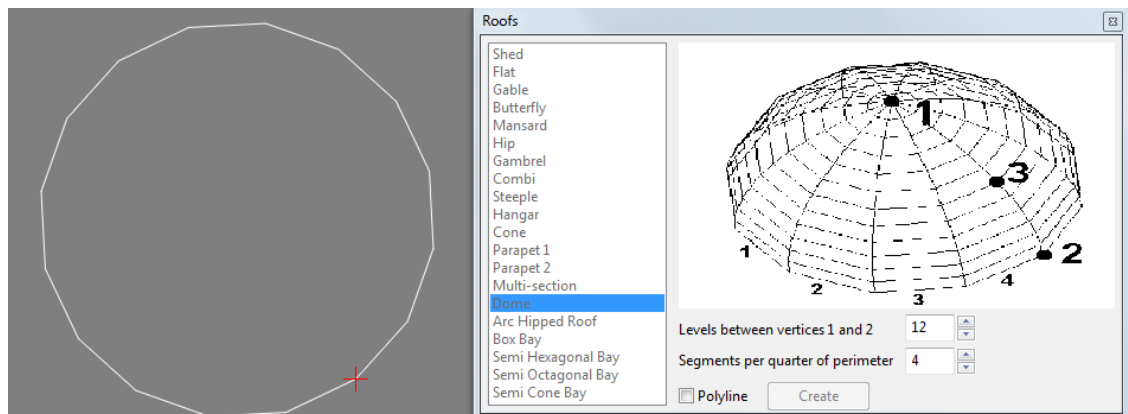 Roofs
Shed
Flat
Gable
Butterfly
Mansard
Hip
Gambrel
Combi
Steeple
Hangar
Cone
Parapet 1
Parapet 2
Multi-section
Dome
Arc Hipped Roof
Box Bay
Semi Hexagonal Bay
Semi Octagonal Bay
Semi Cone Bay
1
3
2
1
2
3
4
Levels between vertices 1 and 2 12
Segments per quarter of perimeter 4
Polyline Create